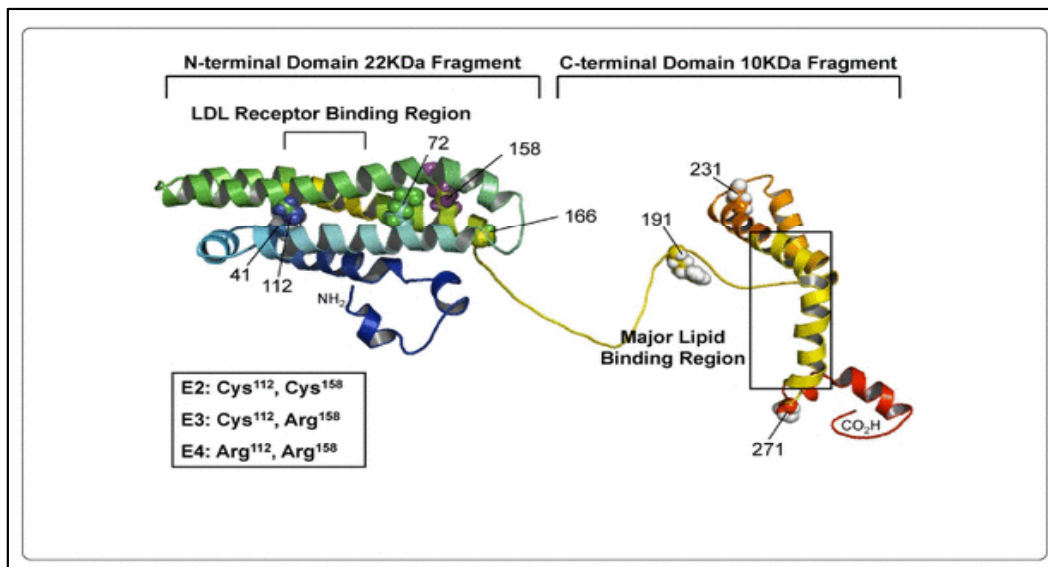 N-terminal Domain 22KDa Fragment
C-terminal Domain 10KDa Fragment
LDL Receptor Binding Region
72
158
231
166
191
41
112
NH₂
Major Lipid
Binding Region
E2: Cys¹¹², Cys¹⁵⁸
E3: Cys¹¹², Arg¹⁵⁸
E4: Arg¹¹², Arg¹⁵⁸
CO₂H
271